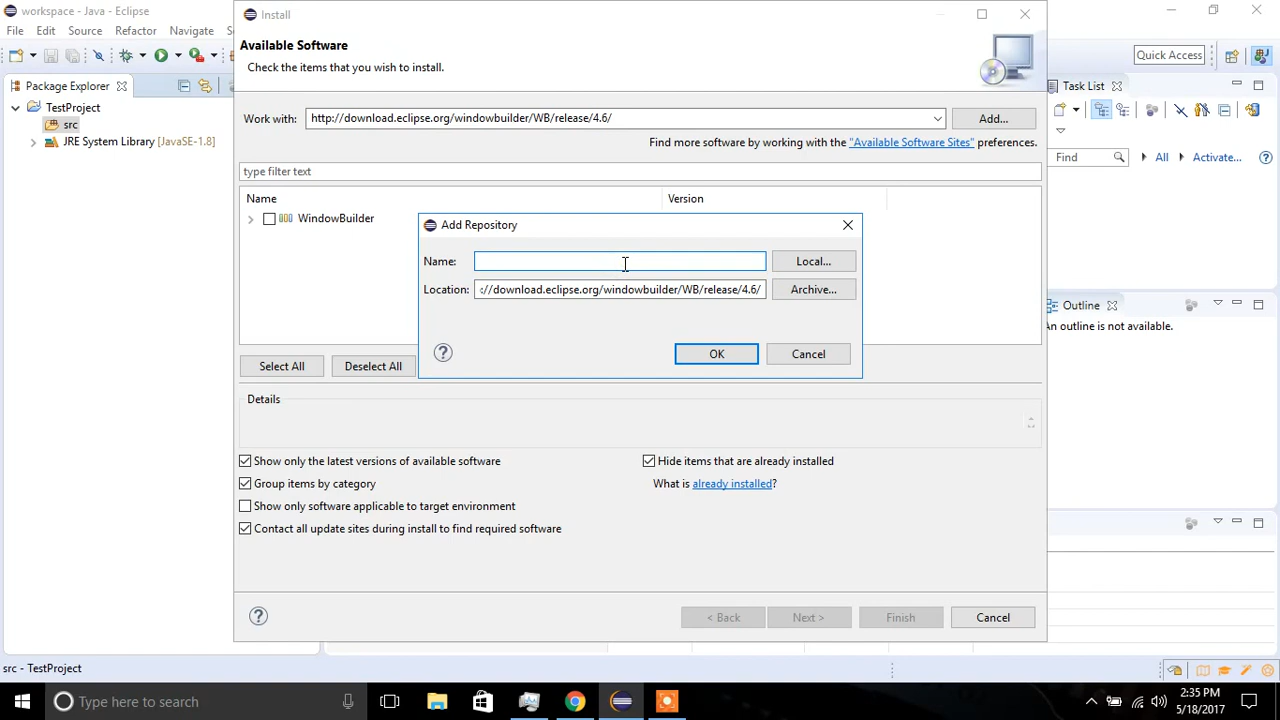 workspace - Java - Eclipse
File Edit Source Refactor Navigate
Quick Access
Package Explorer
TestProject
src
JRE System Library [JavaSE-1.8]
Install
Available Software
Check the items that you wish to install.
Work with: http://download.eclipse.org/windowbuilder/WB/release/4.6/ Add...
Find more software by working with the "Available Software Sites" preferences.
type filter text
Name Version
WindowBuilder
Add Repository
Name: Local...
Location: ://download.eclipse.org/windowbuilder/WB/release/4.6/ Archive...
OK Cancel
Select All Deselect All
Details
Show only the latest versions of available software Hide items that are already installed
Group items by category What is already installed?
Show only software applicable to target environment
Contact all update sites during install to find required software
< Back Next > Finish Cancel
Task List
Find All Activate...
Outline
An outline is not available.
src - TestProject
Type here to search
2:35 PM
5/18/2017